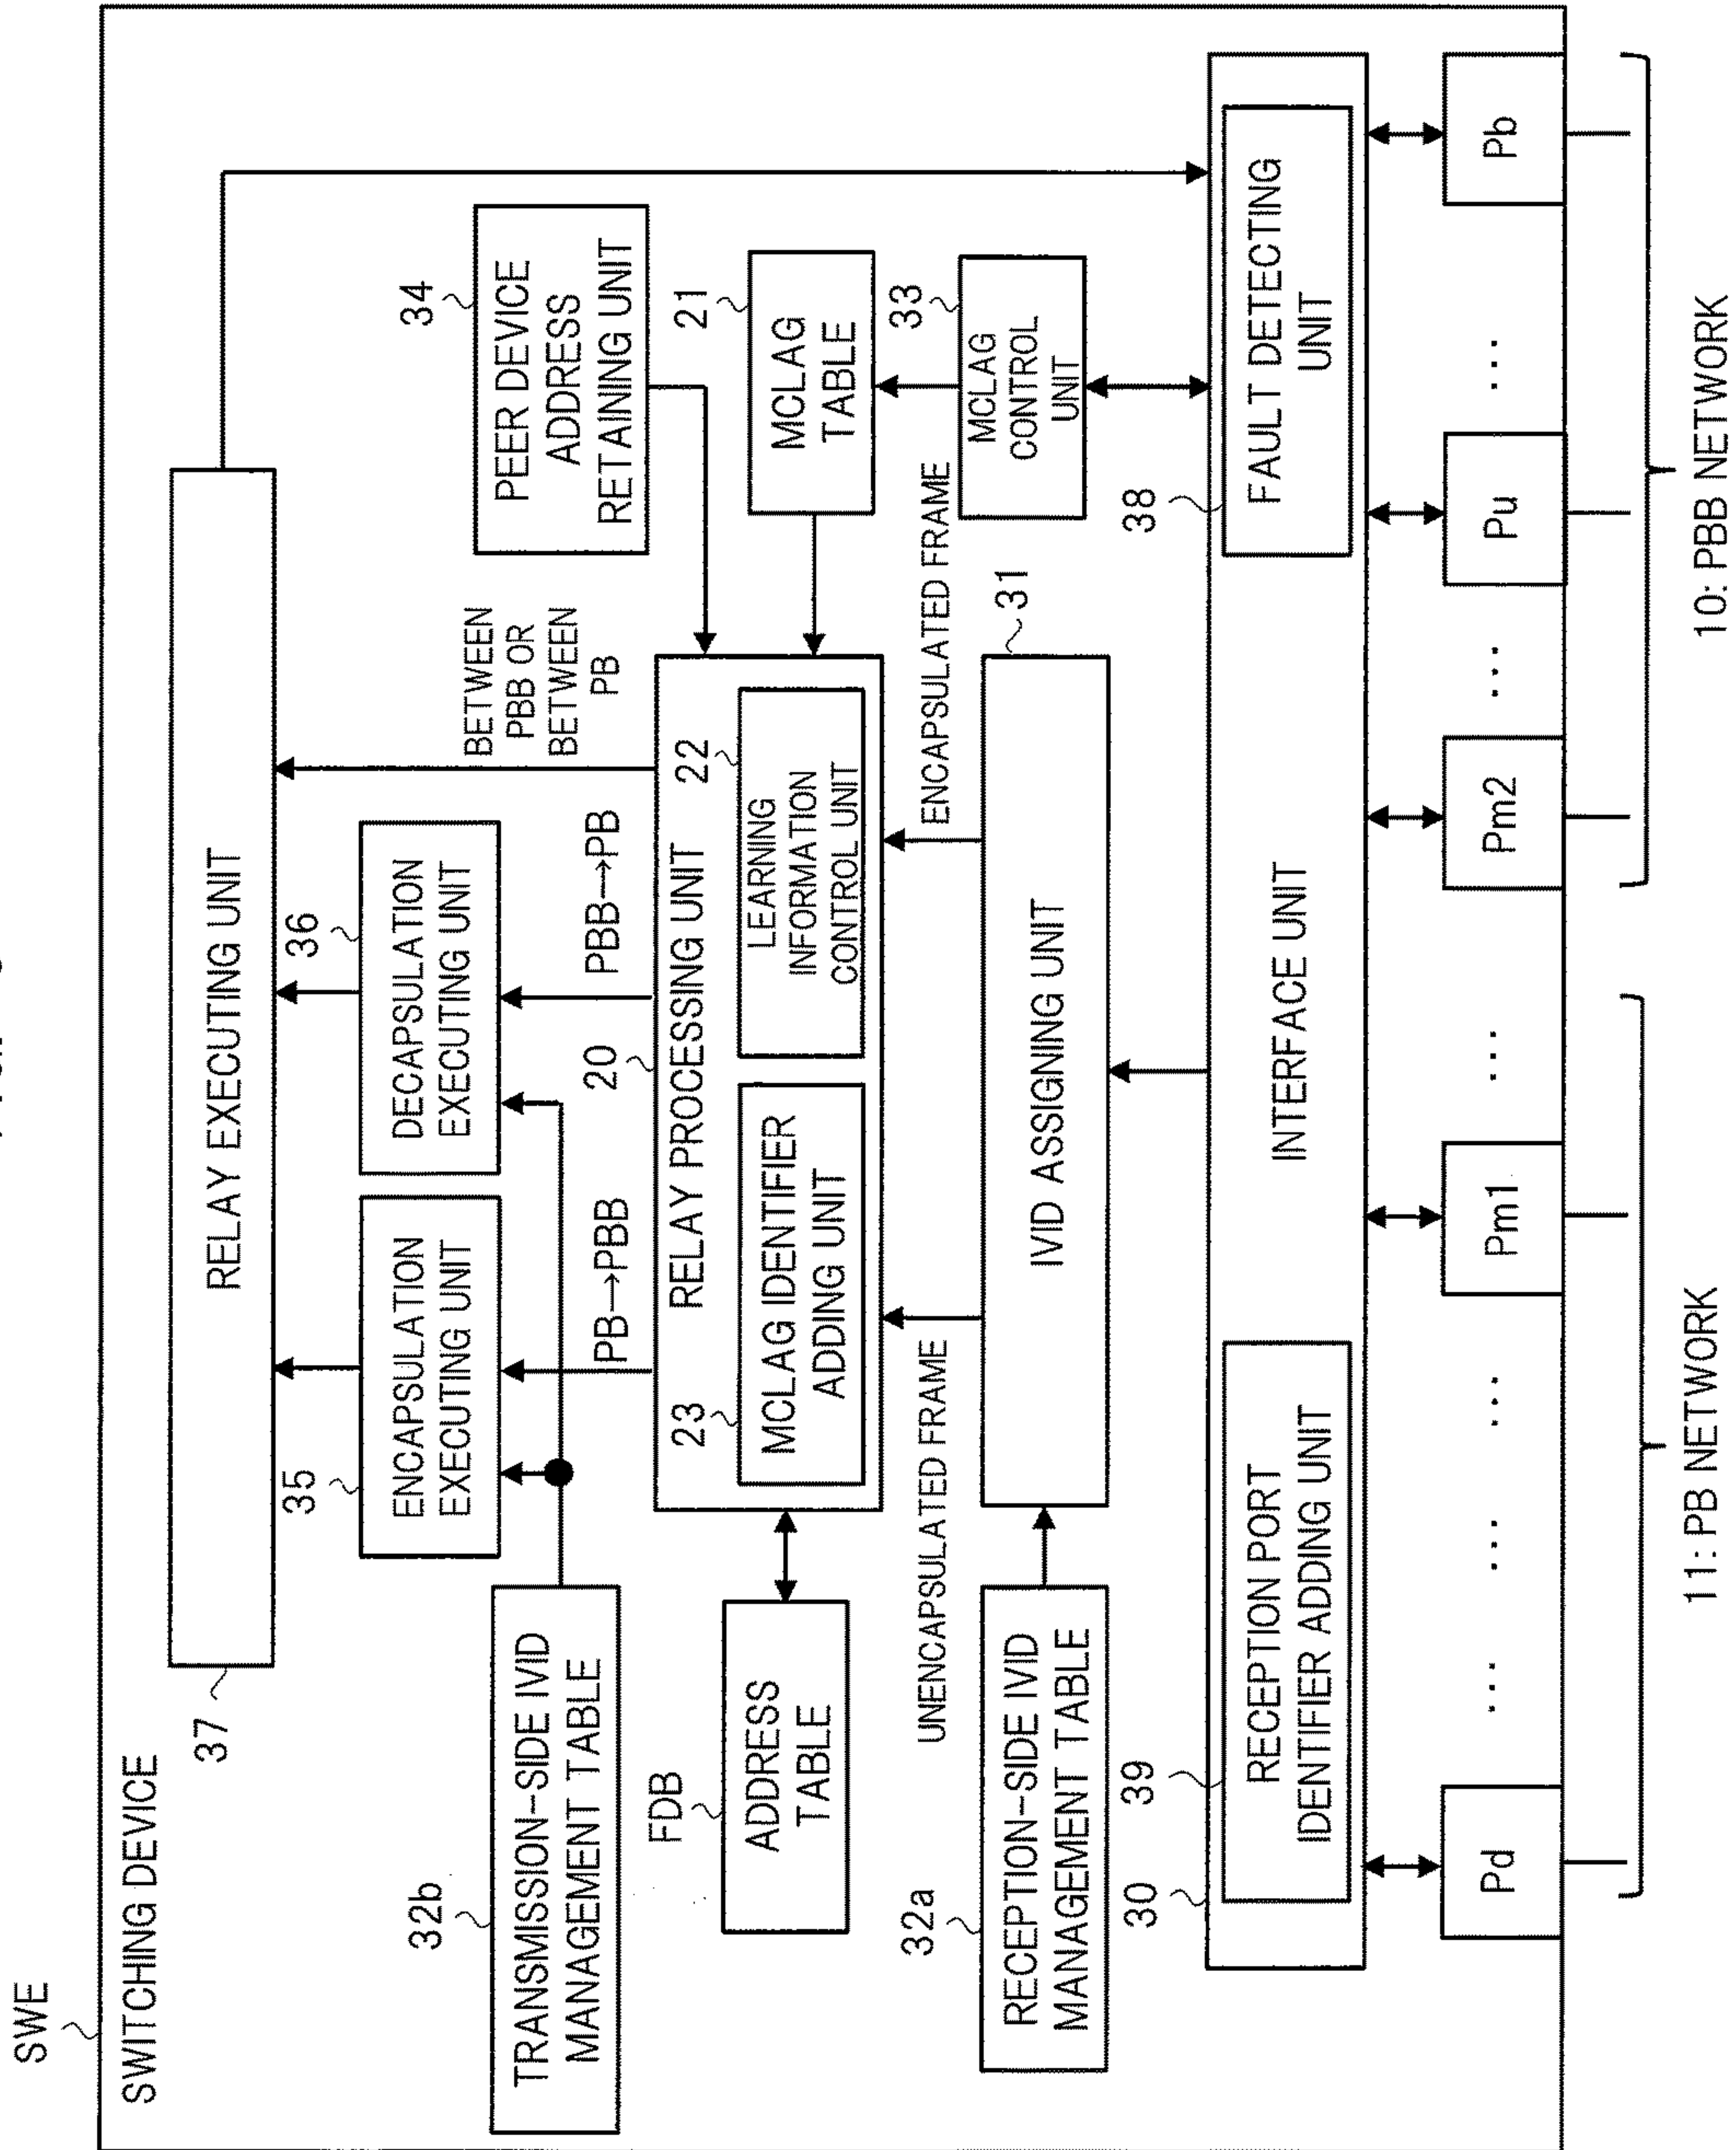 SWE
SWITCHING DEVICE
37
RELAY EXECUTING UNIT
32b
TRANSMISSION-SIDE IVID
MANAGEMENT TABLE
35
ENCAPSULATION
EXECUTING UNIT
36
DECAPSULATION
EXECUTING UNIT
BETWEEN
PBB OR
BETWEEN
PB
34
PEER DEVICE
ADDRESS
RETAINING UNIT
PB→PBB
PBB→PB
FDB
ADDRESS
TABLE
20
RELAY PROCESSING UNIT
23
MCLAG IDENTIFIER
ADDING UNIT
22
LEARNING
INFORMATION
CONTROL UNIT
21
MCLAG
TABLE
UNENCAPSULATED FRAME
ENCAPSULATED FRAME
32a
RECEPTION-SIDE IVID
MANAGEMENT TABLE
31
IVID ASSIGNING UNIT
33
MCLAG
CONTROL
UNIT
30
39
RECEPTION PORT
IDENTIFIER ADDING UNIT
INTERFACE UNIT
38
FAULT DETECTING
UNIT
Pd
...
...
...
Pm1
...
Pm2
...
Pu
...
Pb
11: PB NETWORK
10: PBB NETWORK